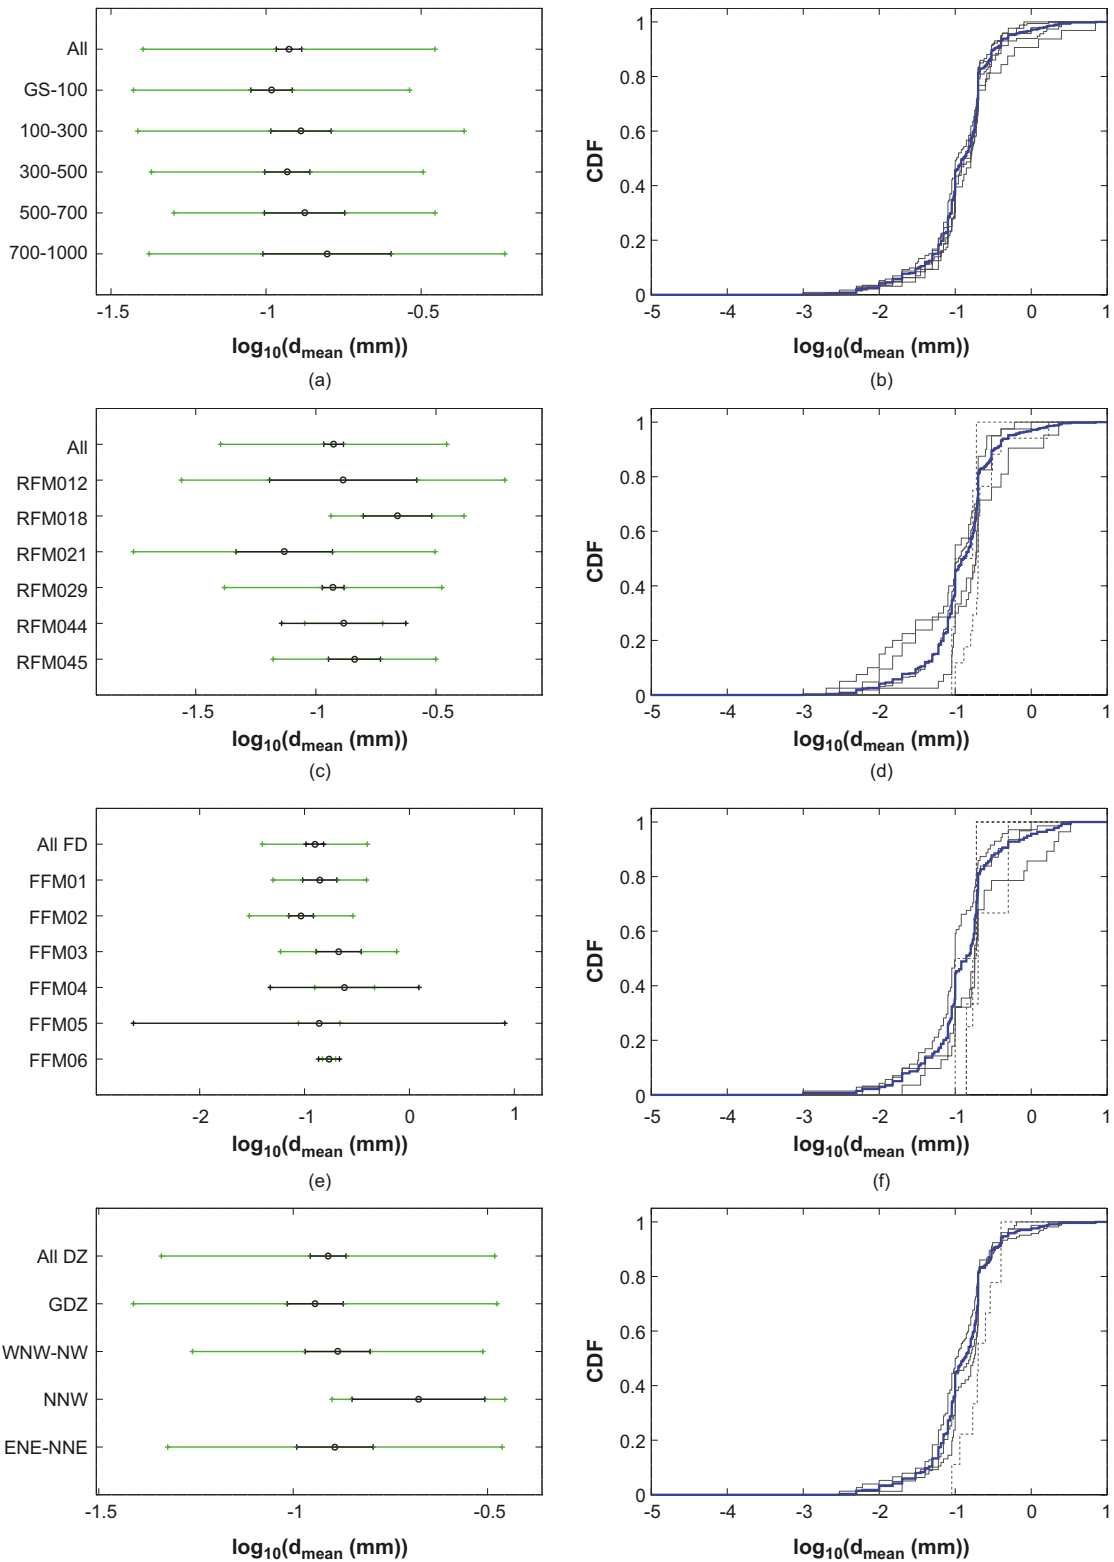 All
GS-100
100-300
300-500
500-700
700-1000
-1.5 -1 -0.5
log10(dmean (mm))
(a)
1
0.8
0.6
0.4
0.2
0
CDF
-5 -4 -3 -2 -1 0 1
log10(dmean (mm))
(b)
All
RFM012
RFM018
RFM021
RFM029
RFM044
RFM045
-1.5 -1 -0.5
log10(dmean (mm))
(c)
1
0.8
0.6
0.4
0.2
0
CDF
-5 -4 -3 -2 -1 0 1
log10(dmean (mm))
(d)
All FD
FFM01
FFM02
FFM03
FFM04
FFM05
FFM06
-2 -1 0 1
log10(dmean (mm))
(e)
1
0.8
0.6
0.4
0.2
0
CDF
-5 -4 -3 -2 -1 0 1
log10(dmean (mm))
(f)
All DZ
GDZ
WNW-NW
NNW
ENE-NNE
-1.5 -1 -0.5
log10(dmean (mm))
1
0.8
0.6
0.4
0.2
0
CDF
-5 -4 -3 -2 -1 0 1
log10(dmean (mm))